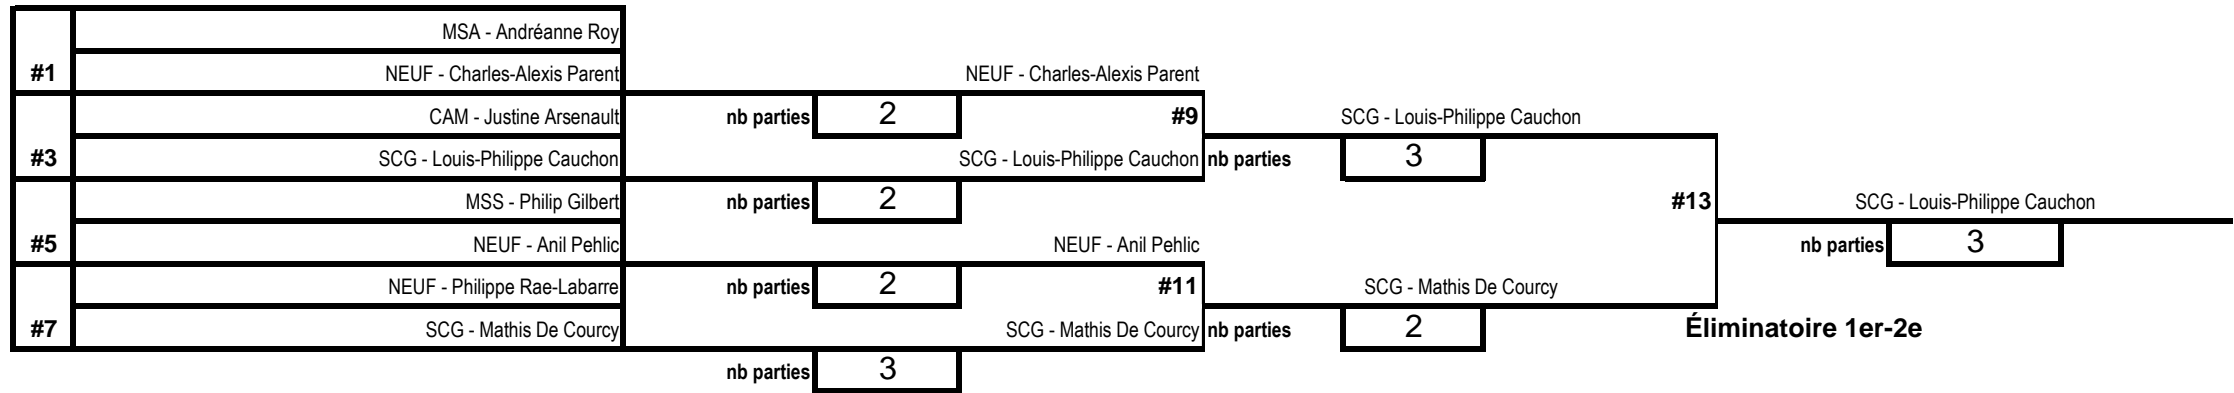 MSA - Andréanne Roy
#1 NEUF - Charles-Alexis Parent NEUF - Charles-Alexis Parent
CAM - Justine Arsenault nb parties 2 #9 SCG - Louis-Philippe Cauchon
#3 SCG - Louis-Philippe Cauchon SCG - Louis-Philippe Cauchon nb parties 3
MSS - Philip Gilbert nb parties 2 #13 SCG - Louis-Philippe Cauchon
#5 NEUF - Anil Pehlic NEUF - Anil Pehlic nb parties 3
NEUF - Philippe Rae-Labarre nb parties 2 #11 SCG - Mathis De Courcy
#7 SCG - Mathis De Courcy SCG - Mathis De Courcy nb parties 2 Éliminatoire 1er-2e
nb parties 3